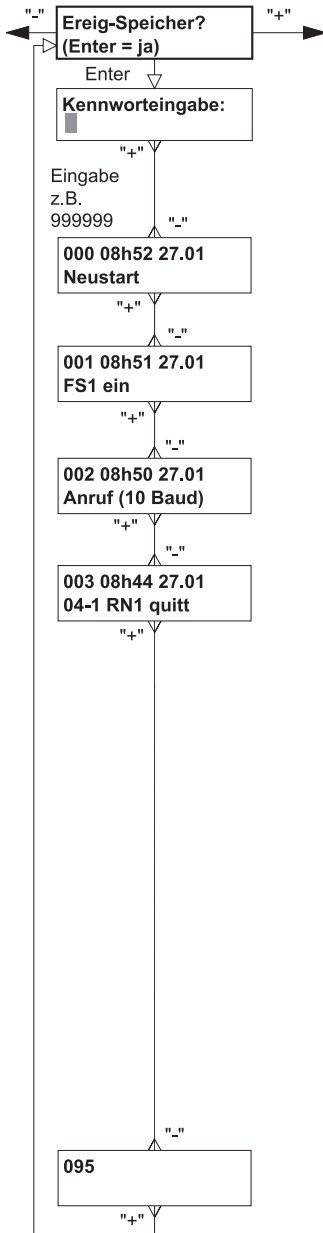 "-"
Ereig-Speicher?
(Enter = ja)
"+"
Enter
Kennworteingabe:
"+"
Eingabe
z.B.
999999
"-"
000 08h52 27.01
Neustart
"+"
"-"
001 08h51 27.01
FS1 ein
"+"
"-"
002 08h50 27.01
Anruf (10 Baud)
"+"
"-"
003 08h44 27.01
04-1 RN1 quitt
"+"
"-"
095
"+"